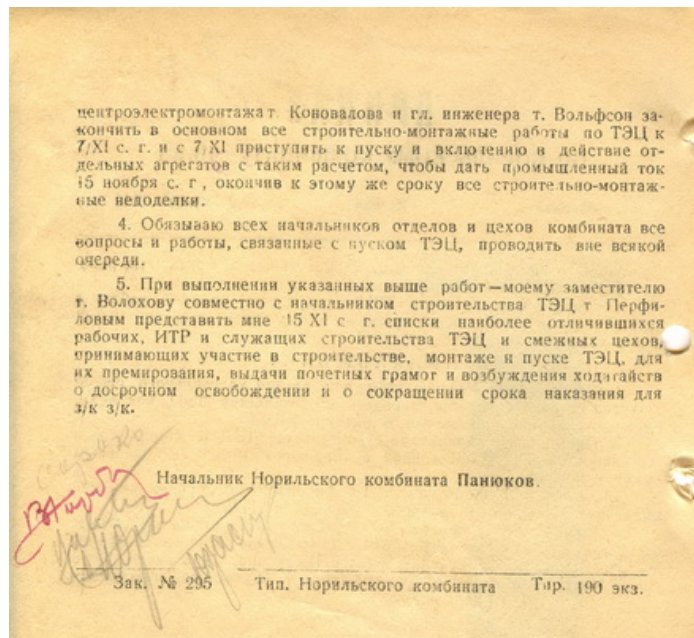 центроэлектромонтажа т. Коновалова и гл. инженера т. Вольфсон за-
кончить в основном все строительно-монтажные работы по ТЭЦ к
7/XI с. г. и с 7 XI приступить к пуску и включению в действие от-
дельных агрегатов с таким расчетом, чтобы дать промышленный ток
15 ноября с. г, окончив к этому же сроку все строительно-монтаж-
ные недоделки.
4. Обязываю всех начальников отделов и цехов комбината все
вопросы и работы, связанные с пуском ТЭЦ, проводить вне всякой
очереди.
5. При выполнении указанных выше работ—моему заместителю
т. Волохову совместно с начальником строительства ТЭЦ т Перфи-
ловым представить мне 15 XI с г. списки наиболее отличившихся
рабочих, ИТР и служащих строительства ТЭЦ и смежных цехов,
принимающих участие в строительстве, монтаже и пуске ТЭЦ, для
их премирования, выдачи почетных грамот и возбуждения ходатайств
о досрочном освобождении и о сокращении срока наказания для
з/к з/к.
Начальник Норильского комбината Панюков.
Зак. № 295 Тип. Норильского комбината Тир. 190 экз.